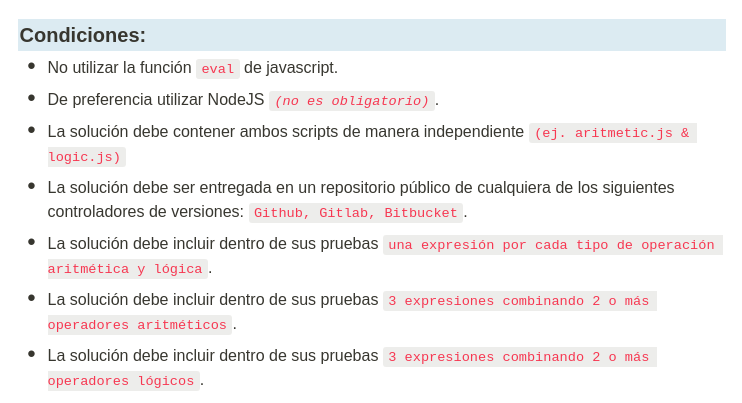 Condiciones:
No utilizar la función eval de javascript.
De preferencia utilizar NodeJS (no es obligatorio).
La solución debe contener ambos scripts de manera independiente (ej. aritmetic.js &
logic.js)
La solución debe ser entregada en un repositorio público de cualquiera de los siguientes
controladores de versiones: Github, Gitlab, Bitbucket.
La solución debe incluir dentro de sus pruebas una expresión por cada tipo de operación
aritmética y lógica.
La solución debe incluir dentro de sus pruebas 3 expresiones combinando 2 o más
operadores aritméticos.
La solución debe incluir dentro de sus pruebas 3 expresiones combinando 2 o más
operadores lógicos.